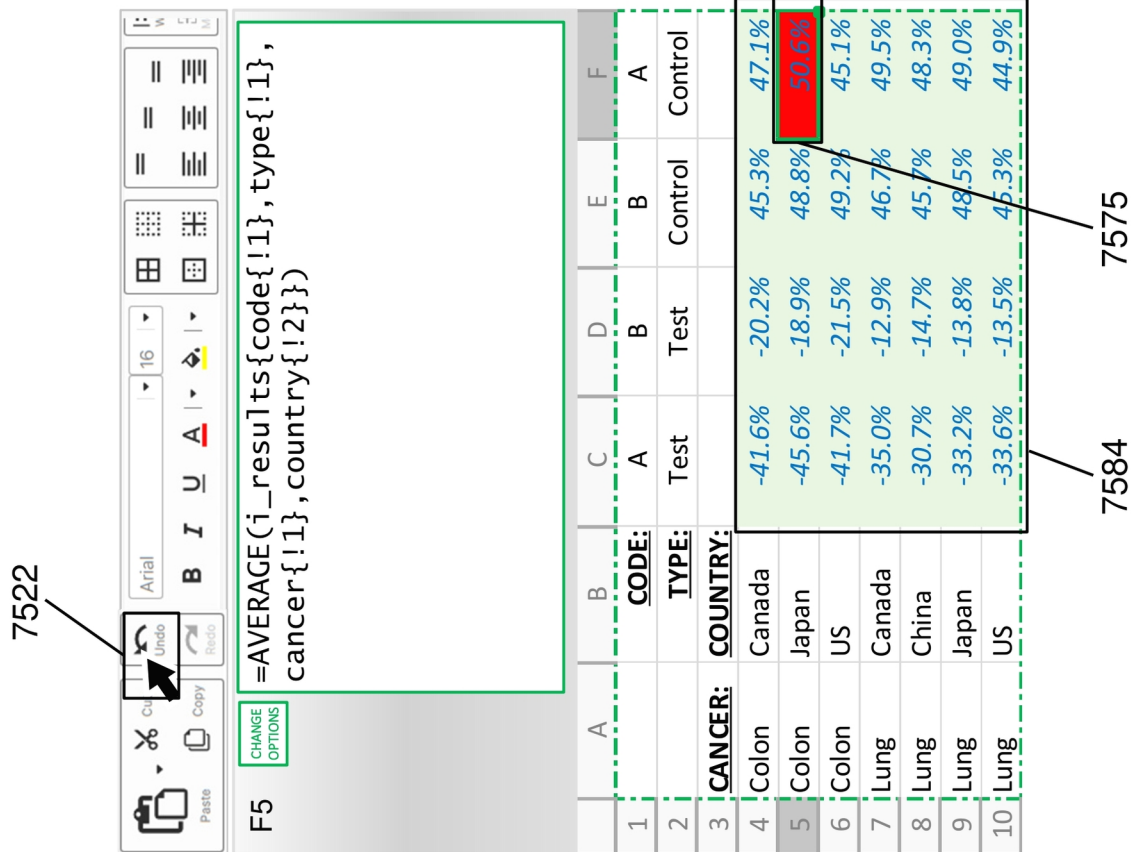 7522
Paste
Cu
Copy
Undo
Redo
Arial
16
B I U A
F5
CHANGE
OPTIONS
=AVERAGE(i_results{code{!1},type{!1},
cancer{!1},country{!2}})
A B C D E F
1 CODE: A B B A
2 TYPE: Test Test Control Control
3 CANCER: COUNTRY:
4 Colon Canada -41.6% -20.2% 45.3% 47.1%
5 Colon Japan -45.6% -18.9% 48.8% 50.6%
6 Colon US -41.7% -21.5% 49.2% 45.1%
7 Lung Canada -35.0% -12.9% 46.7% 49.5%
8 Lung China -30.7% -14.7% 45.7% 48.3%
9 Lung Japan -33.2% -13.8% 48.5% 49.0%
10 Lung US -33.6% -13.5% 45.3% 44.9%
7584
7575